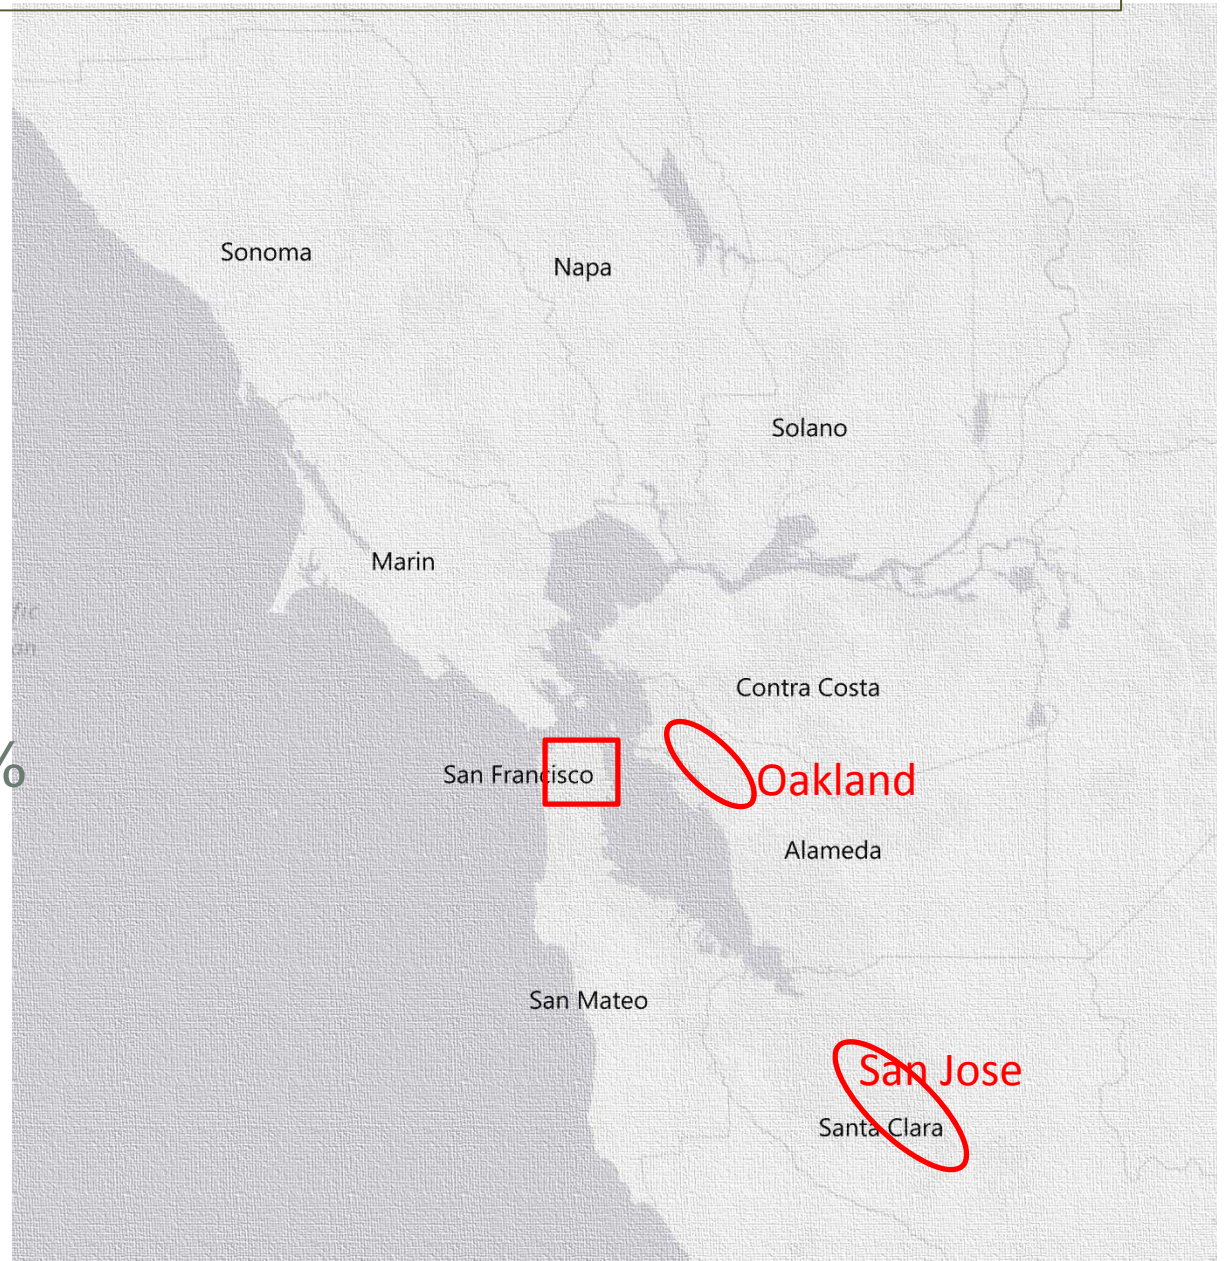 Sonoma
Napa
Solano
Marin
Contra Costa
%
San Francisco
Oakland
Alameda
San Mateo
San Jose
Santa Clara